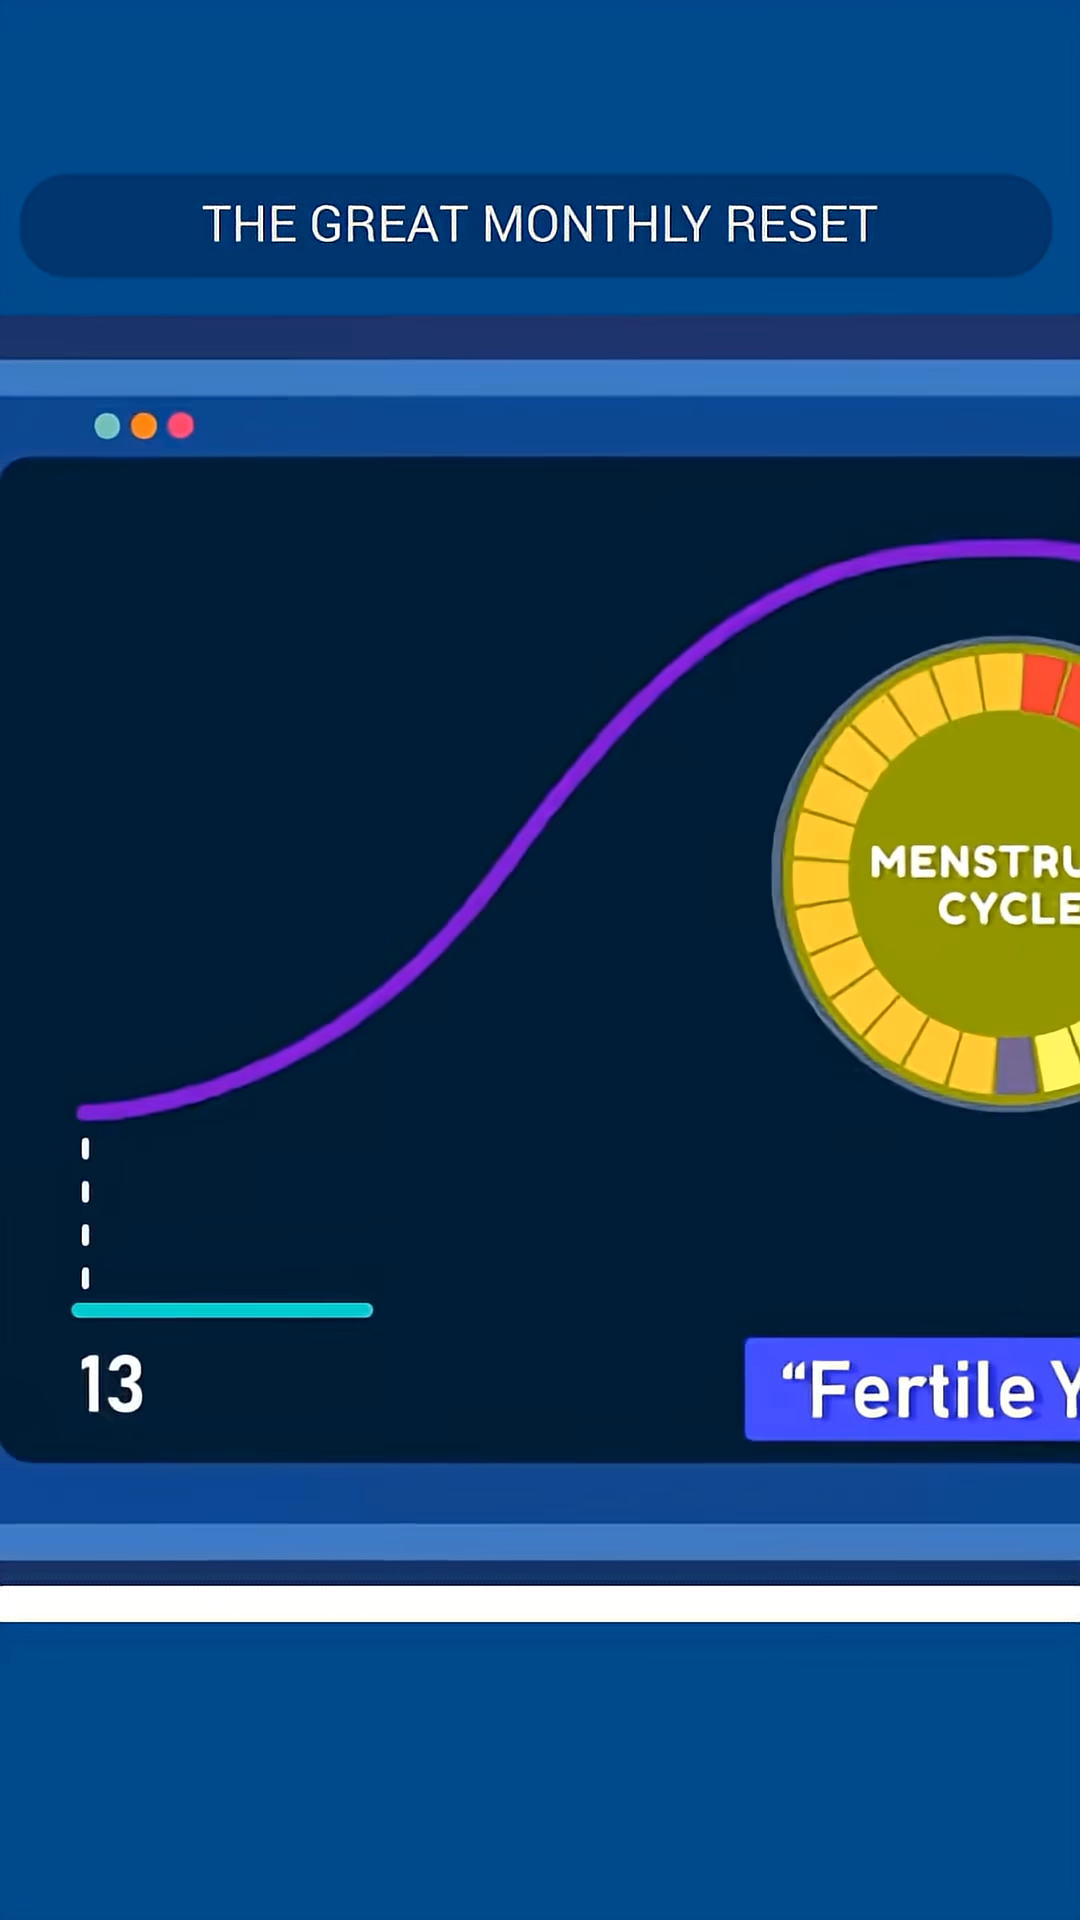 THE GREAT MONTHLY RESET
MENSTRU
CYCLE
13
“Fertile Y